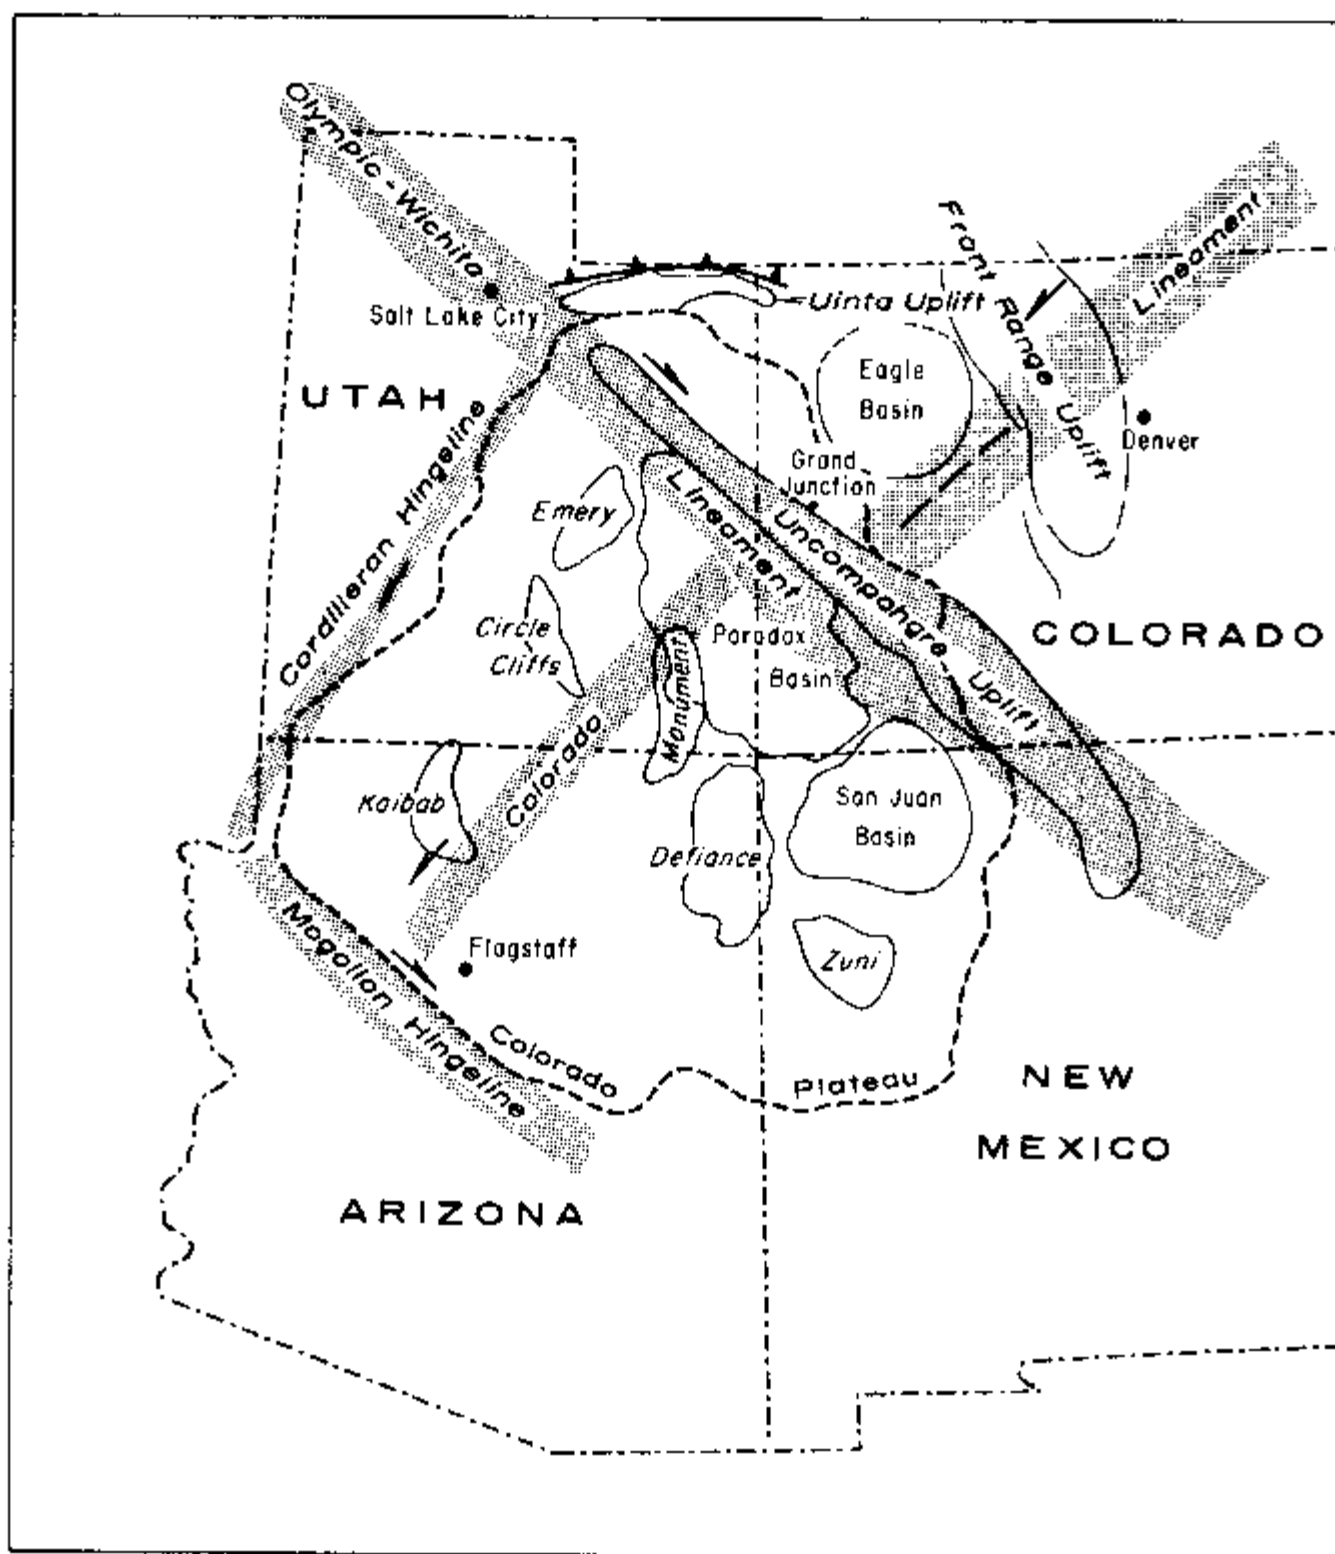 Olympic - Wichita
Lineament
Front Range Uplift
Lineament
Salt Lake City
Uinta Uplift
UTAH
Eagle
Basin
Denver
Cordilleran Hingeline
Grand
Junction
Emery
Uncompahgre Uplift
Circle
Cliffs
Monument
Paradox
Basin
COLORADO
Colorado
Kaibab
San Juan
Basin
Defiance
Mogollon Hingeline
Flagstaff
Zuni
Colorado Plateau
NEW
MEXICO
ARIZONA